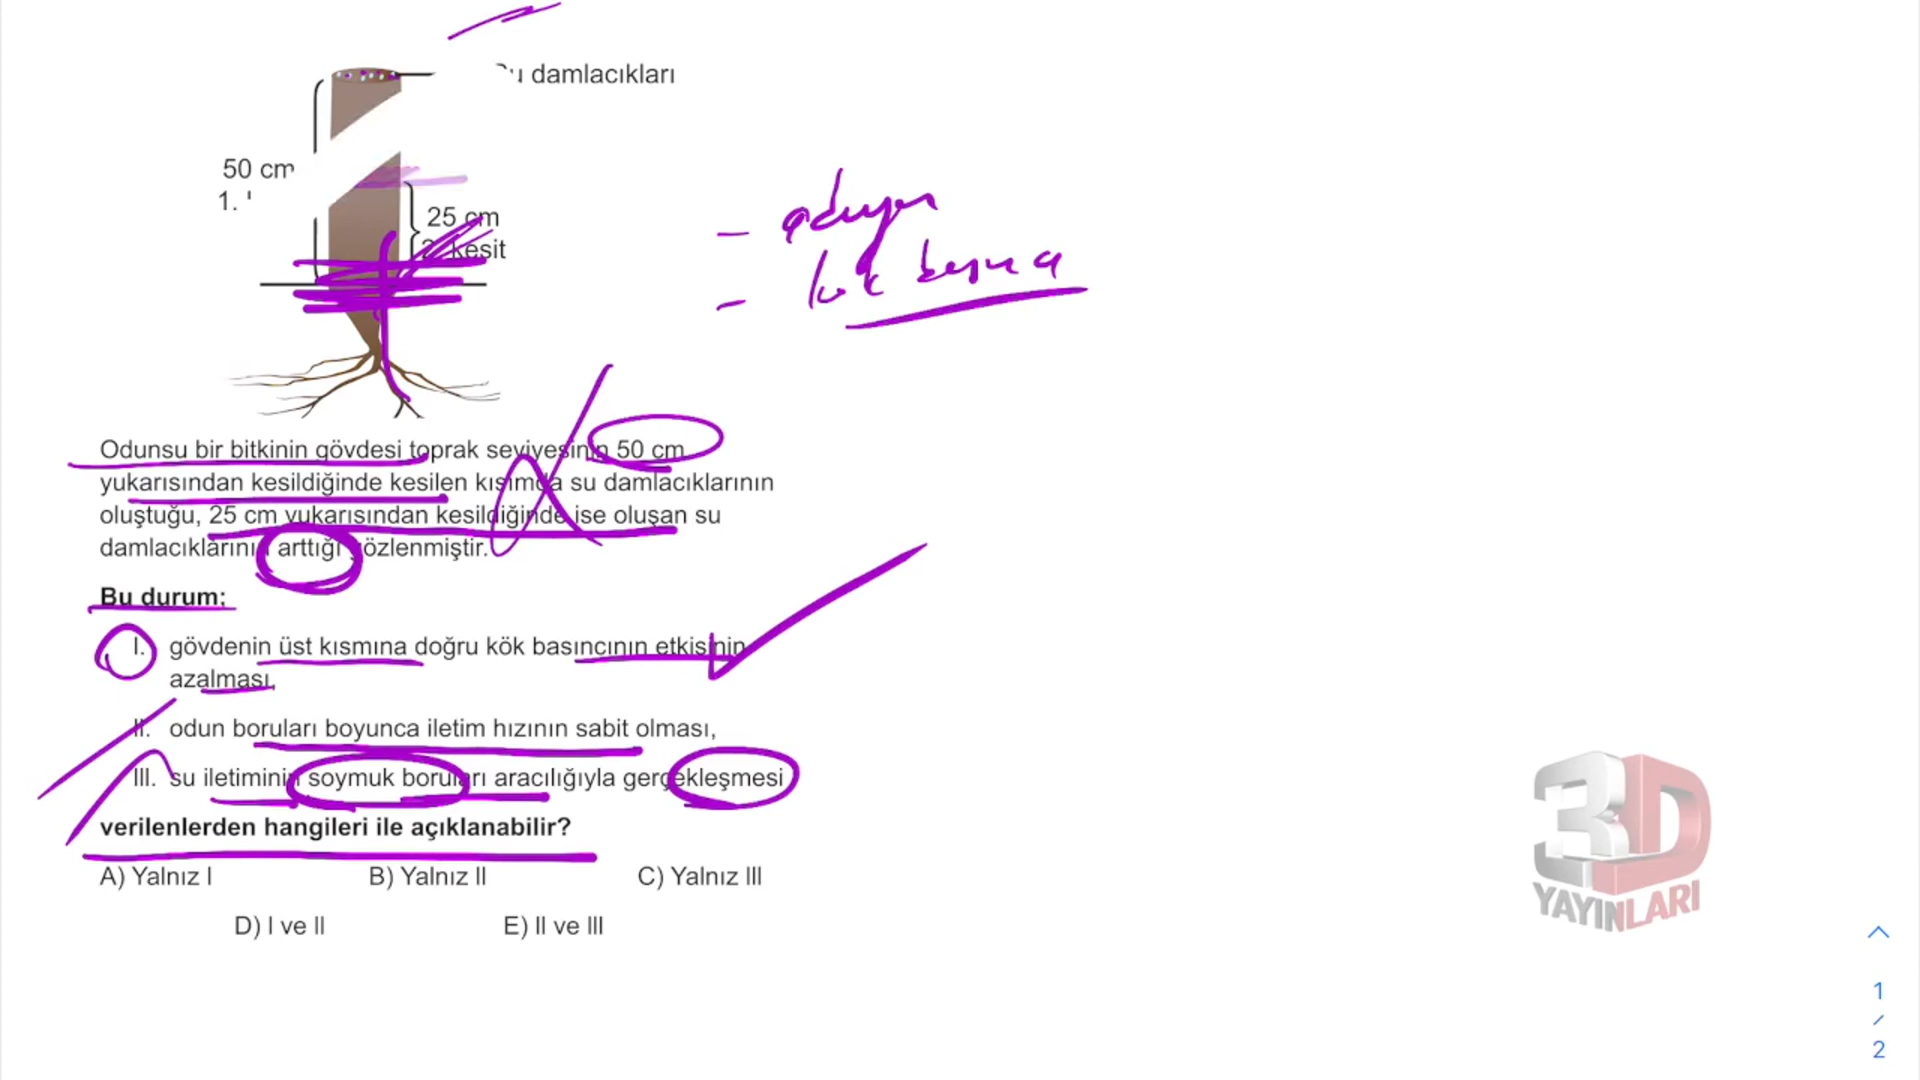 damlacıkları
50 cm
1.
25 cm
2. kesit
- odun
- kök basıncı
Odunsu bir bitkinin gövdesi toprak seviyesinin 50 cm
yukarısından kesildiğinde kesilen kısımda su damlacıklarının
oluştuğu, 25 cm yukarısından kesildiğinde ise oluşan su
damlacıklarının arttığı gözlenmiştir.
Bu durum;
I. gövdenin üst kısmına doğru kök basıncının etkisinin
azalması,
II. odun boruları boyunca iletim hızının sabit olması,
III. su iletiminin soymuk boruları aracılığıyla gerçekleşmesi
verilenlerden hangileri ile açıklanabilir?
A) Yalnız I B) Yalnız II C) Yalnız III
D) I ve II E) II ve III
3D
YAYINLARI
1
/
2